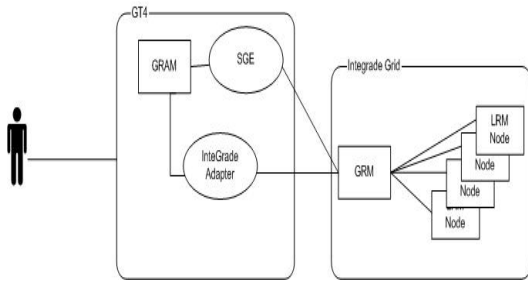 GT4
GRAM
SGE
InteGrade
Adapter
Integrade Grid
GRM
LRM
Node
Node
Node
Node